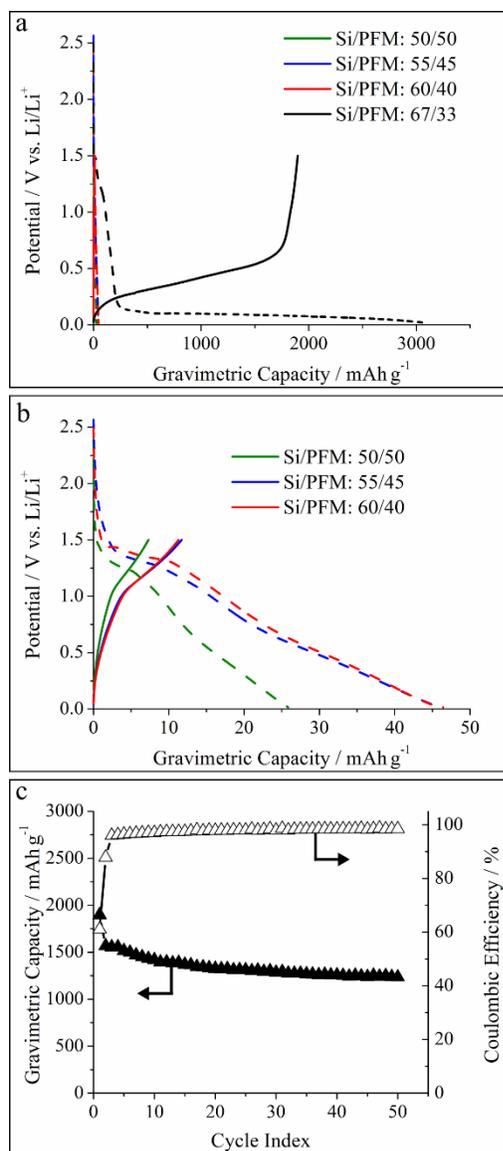 a
2.5
2.0
1.5
1.0
0.5
0.0
Potential / V vs. Li/Li⁺
Si/PFM: 50/50
Si/PFM: 55/45
Si/PFM: 60/40
Si/PFM: 67/33
0 1000 2000 3000
Gravimetric Capacity / mAh g⁻¹
b
2.5
2.0
1.5
1.0
0.5
0.0
Potential / V vs. Li/Li⁺
Si/PFM: 50/50
Si/PFM: 55/45
Si/PFM: 60/40
0 10 20 30 40 50
Gravimetric Capacity / mAh g⁻¹
c
3000
2500
2000
1500
1000
500
0
Gravimetric Capacity / mAh g⁻¹
100
80
60
40
20
0
Coulombic Efficiency / %
0 10 20 30 40 50
Cycle Index